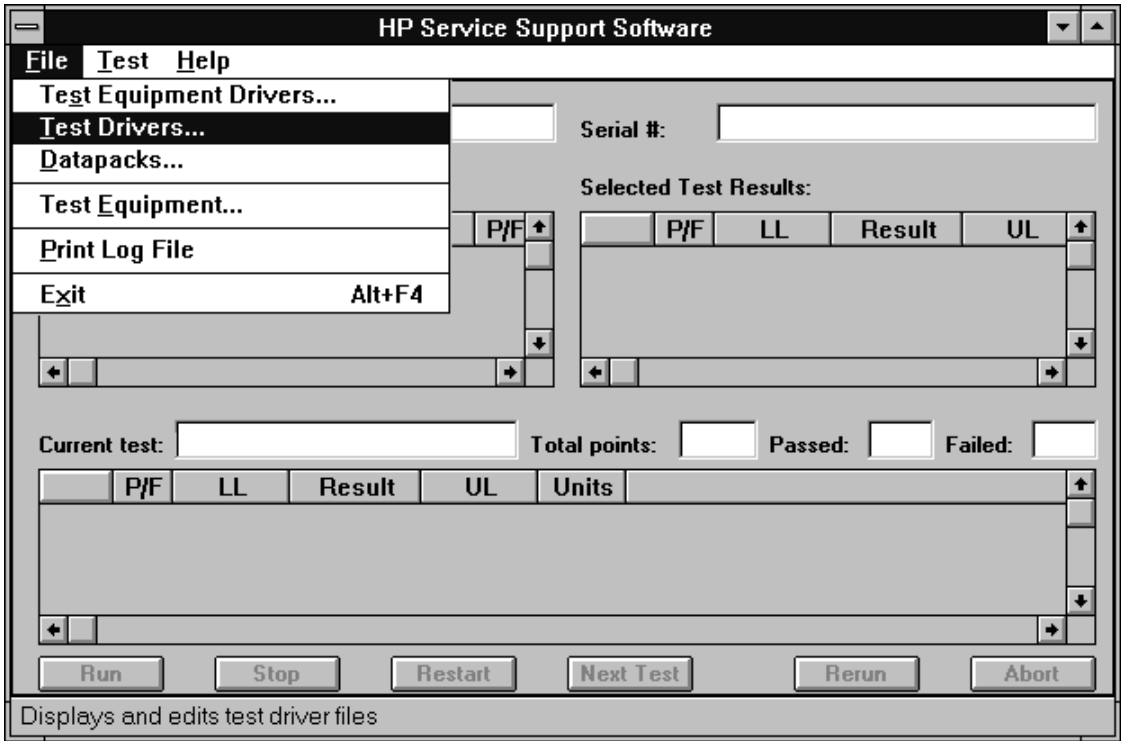 HP Service Support Software
File Test Help
Test Equipment Drivers...
Test Drivers...
Serial #:
Datapacks...
Selected Test Results:
Test Equipment...
P/F
P/F LL Result UL
Print Log File
Exit Alt+F4
Current test: Total points: Passed: Failed:
P/F LL Result UL Units
Run Stop Restart Next Test Rerun Abort
Displays and edits test driver files